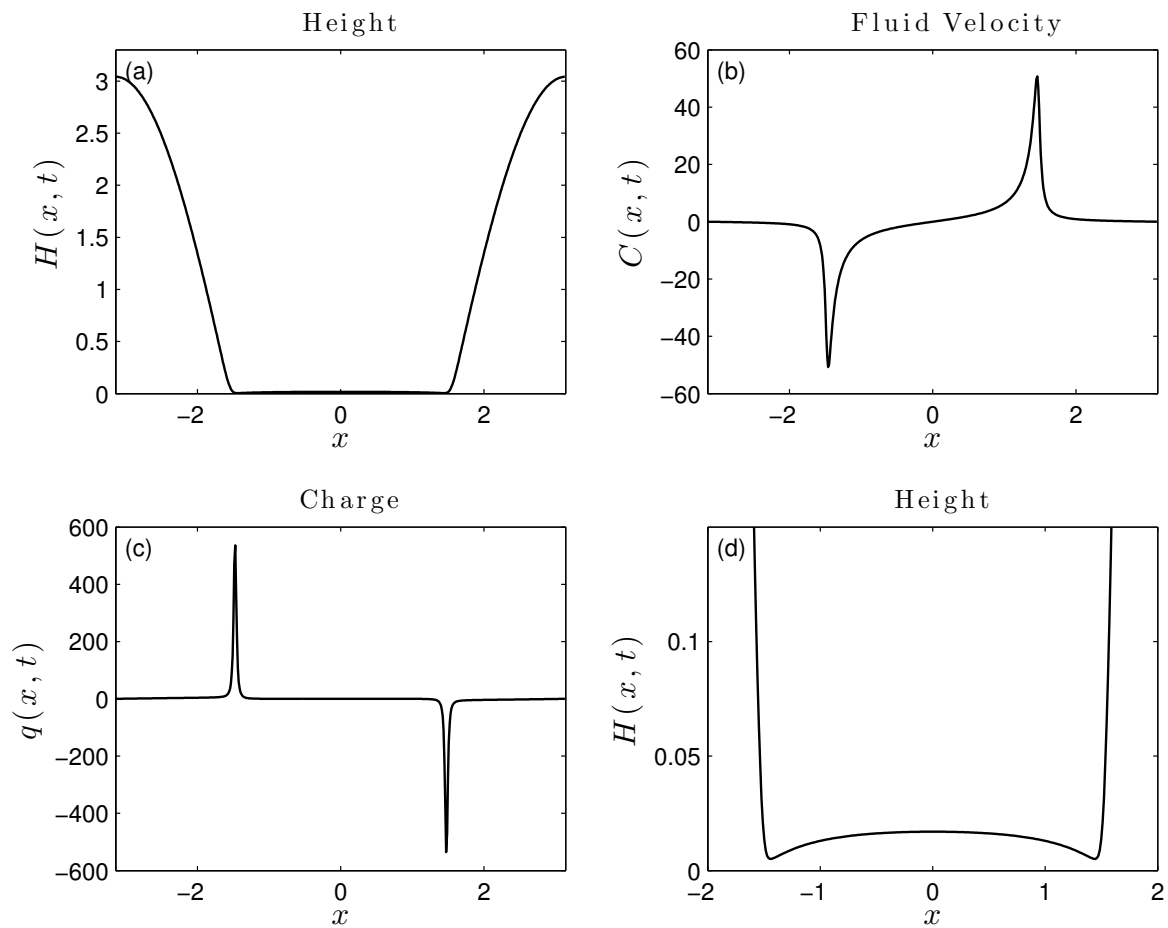 Height
(a)
3
2.5
2
1.5
1
0.5
0
H(x, t)
−2 0 2
x
Fluid Velocity
(b)
60
40
20
0
−20
−40
−60
C(x, t)
−2 0 2
x
Charge
(c)
600
400
200
0
−200
−400
−600
q(x, t)
−2 0 2
x
Height
(d)
0.1
0.05
0
H(x, t)
−2 −1 0 1 2
x